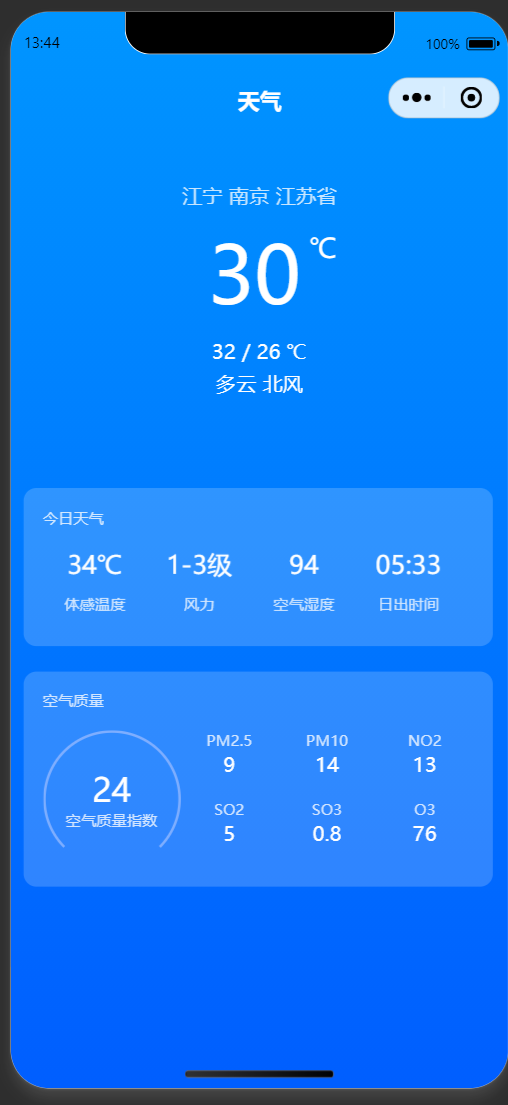 13:44 100%
天气
江宁 南京 江苏省
30 ℃
32 / 26 ℃
多云 北风
今日天气
34℃ 1-3级 94 05:33
体感温度 风力 空气湿度 日出时间
空气质量
24
空气质量指数
PM2.5 PM10 NO2
9 14 13
SO2 SO3 O3
5 0.8 76